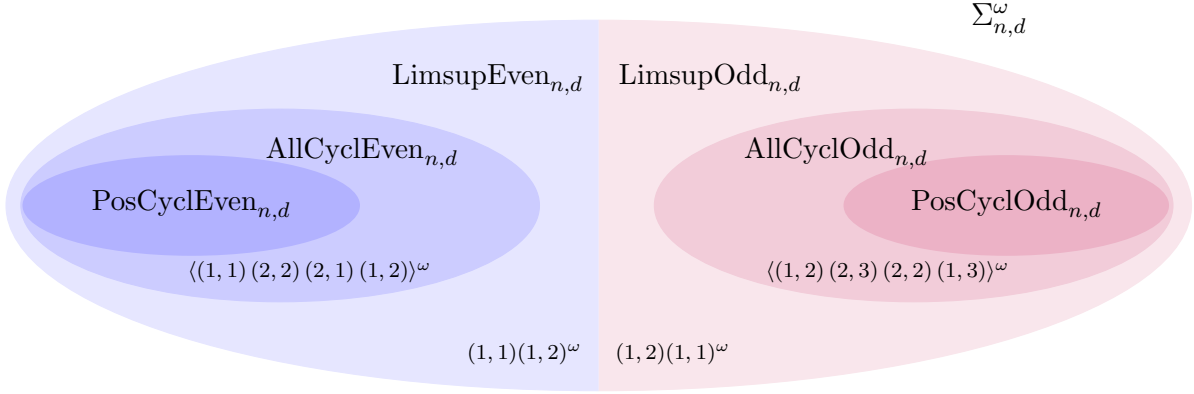 Σ^ω_{n,d}
LimsupEven_{n,d} LimsupOdd_{n,d}
AllCyclEven_{n,d} AllCyclOdd_{n,d}
PosCyclEven_{n,d} PosCyclOdd_{n,d}
⟨(1, 1) (2, 2) (2, 1) (1, 2)⟩^ω ⟨(1, 2) (2, 3) (2, 2) (1, 3)⟩^ω
(1, 1)(1, 2)^ω (1, 2)(1, 1)^ω